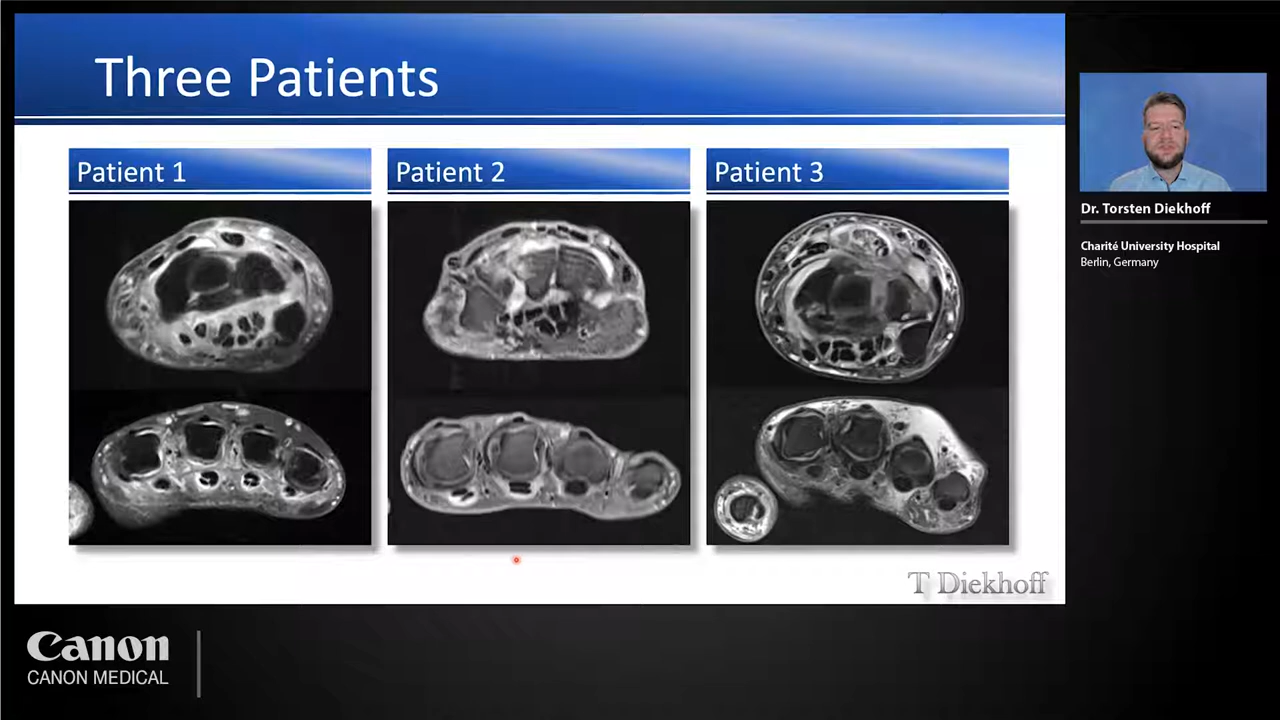 Three Patients
Patient 1
Patient 2
Patient 3
T Diekhoff
Dr. Torsten Diekhoff
Charité University Hospital
Berlin, Germany
Canon
CANON MEDICAL